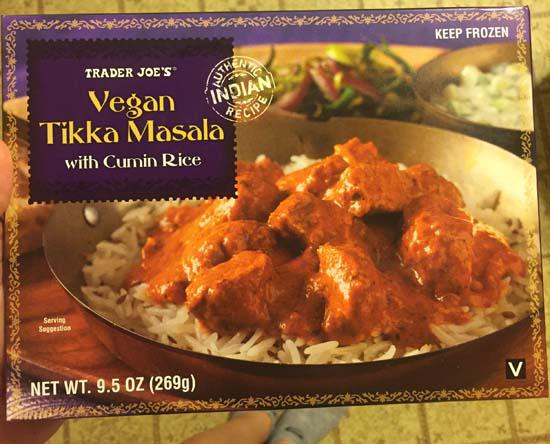 KEEP FROZEN
TRADER JOE'S®
Vegan
Tikka Masala
with Cumin Rice
AUTHENTIC
INDIAN
RECIPE
Serving
Suggestion
NET WT. 9.5 OZ (269g)
V